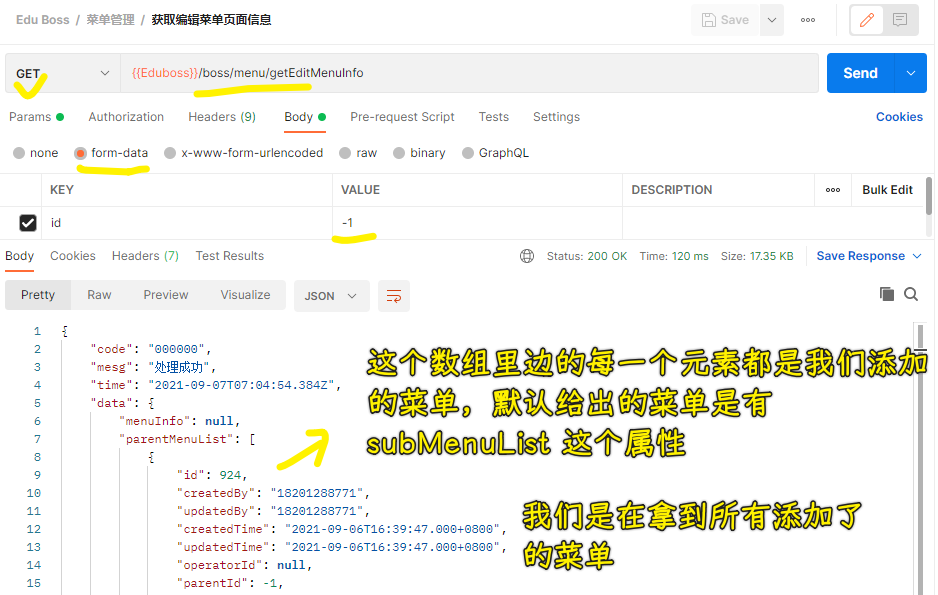 Edu Boss / 菜单管理 / 获取编辑菜单页面信息
Save
GET
{{Eduboss}}/boss/menu/getEditMenuInfo
Send
Params Authorization Headers (9) Body Pre-request Script Tests Settings Cookies
none form-data x-www-form-urlencoded raw binary GraphQL
KEY VALUE DESCRIPTION Bulk Edit
id -1
Body Cookies Headers (7) Test Results Status: 200 OK Time: 120 ms Size: 17.35 KB Save Response
Pretty Raw Preview Visualize JSON
1 {
2 "code": "000000",
3 "mesg": "处理成功",
4 "time": "2021-09-07T07:04:54.384Z",
5 "data": {
6 "menuInfo": null,
7 "parentMenuList": [
8 {
9 "id": 924,
10 "createdBy": "18201288771",
11 "updatedBy": "18201288771",
12 "createdTime": "2021-09-06T16:39:47.000+0800",
13 "updatedTime": "2021-09-06T16:39:47.000+0800",
14 "operatorId": null,
15 "parentId": -1,
这个数组里边的每一个元素都是我们添加
的菜单，默认给出的菜单是有
subMenuList 这个属性
我们是在拿到所有添加了
的菜单